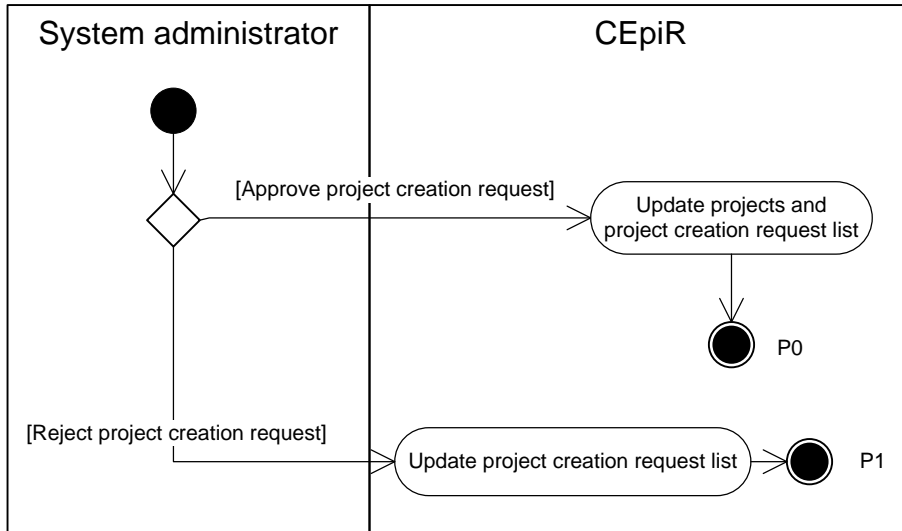 System administrator
CEpiR
[Approve project creation request]
Update projects and
project creation request list
P0
[Reject project creation request]
Update project creation request list
P1